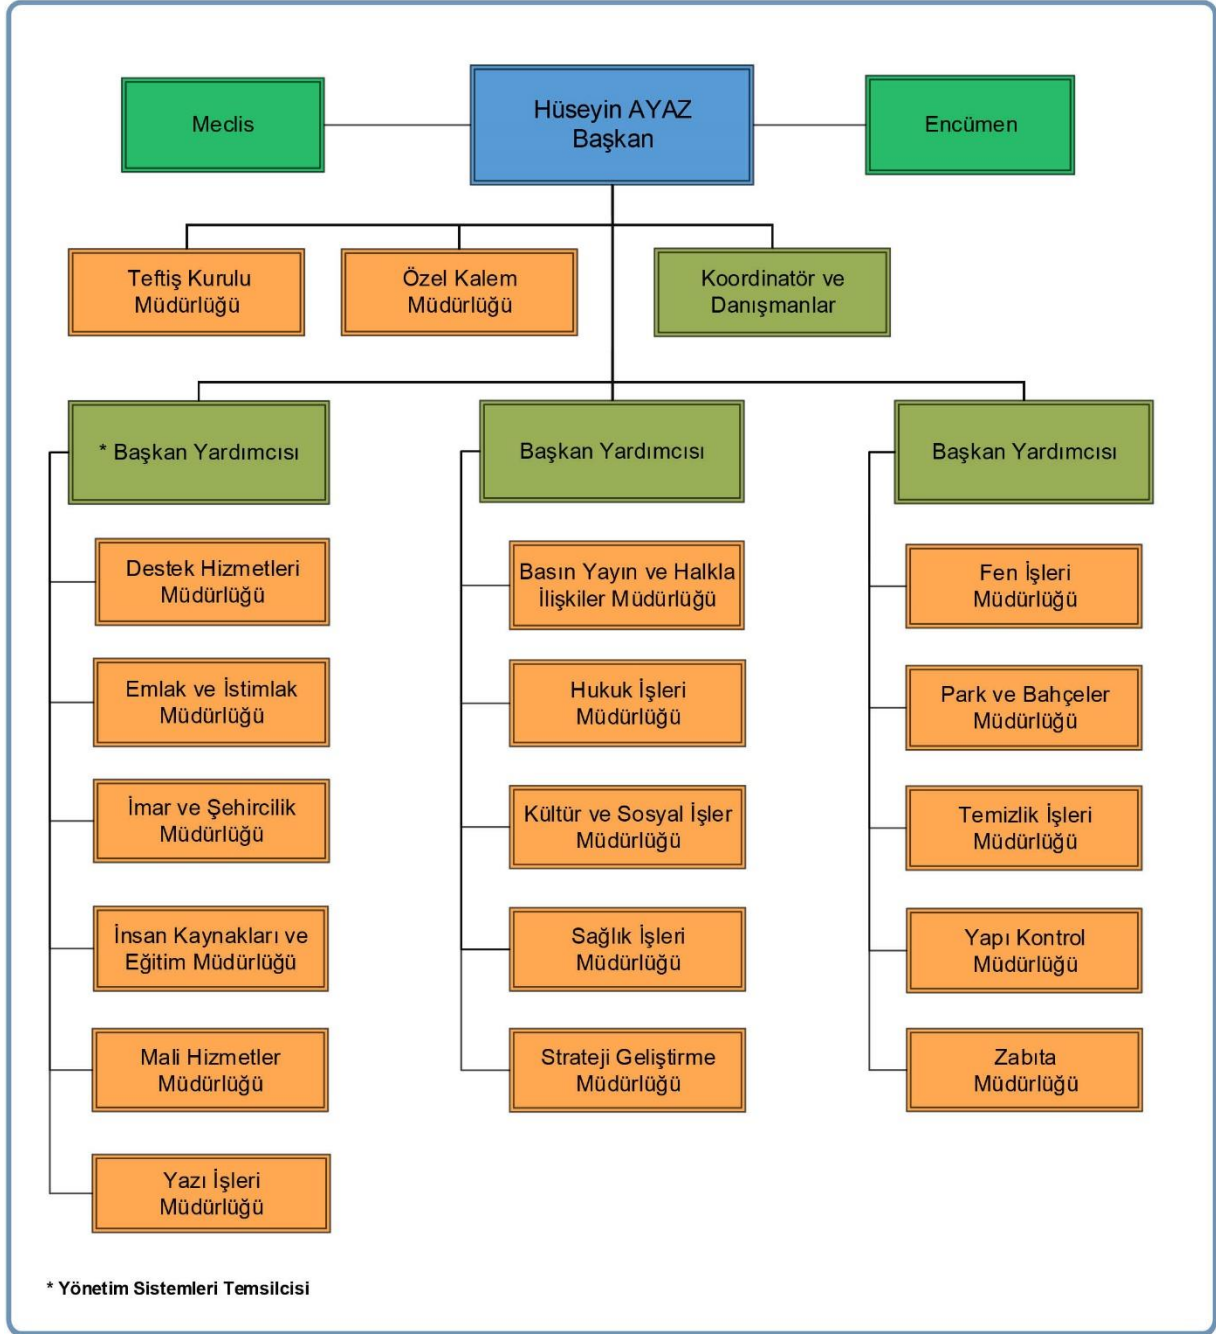 Meclis
Hüseyin AYAZ
Başkan
Encümen
Teftiş Kurulu
Müdürlüğü
Özel Kalem
Müdürlüğü
Koordinatör ve
Danışmanlar
* Başkan Yardımcısı
Başkan Yardımcısı
Başkan Yardımcısı
Destek Hizmetleri
Müdürlüğü
Emlak ve İstimlak
Müdürlüğü
İmar ve Şehircilik
Müdürlüğü
İnsan Kaynakları ve
Eğitim Müdürlüğü
Mali Hizmetler
Müdürlüğü
Yazı İşleri
Müdürlüğü
Basın Yayın ve Halkla
İlişkiler Müdürlüğü
Hukuk İşleri
Müdürlüğü
Kültür ve Sosyal İşler
Müdürlüğü
Sağlık İşleri
Müdürlüğü
Strateji Geliştirme
Müdürlüğü
Fen İşleri
Müdürlüğü
Park ve Bahçeler
Müdürlüğü
Temizlik İşleri
Müdürlüğü
Yapı Kontrol
Müdürlüğü
Zabıta
Müdürlüğü
* Yönetim Sistemleri Temsilcisi